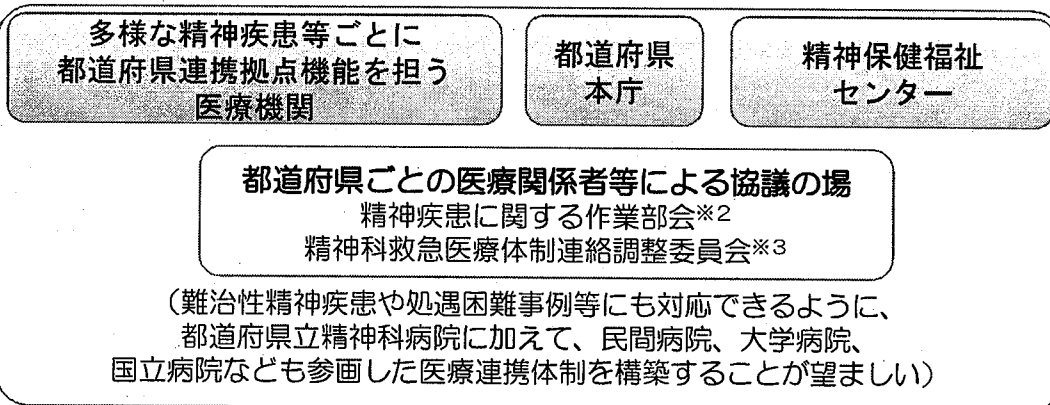 多様な精神疾患等ごとに
都道府県連携拠点機能を担う
医療機関
都道府県
本庁
精神保健福祉
センター
都道府県ごとの医療関係者等による協議の場
精神疾患に関する作業部会※2
精神科救急医療体制連絡調整委員会※3
（難治性精神疾患や処遇困難事例等にも対応できるように、
都道府県立精神科病院に加えて、民間病院、大学病院、
国立病院なども参画した医療連携体制を構築することが望ましい）